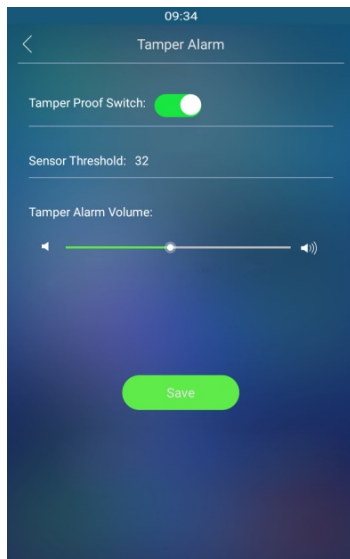 09:34
Tamper Alarm
Tamper Proof Switch:
Sensor Threshold: 32
Tamper Alarm Volume:
Save